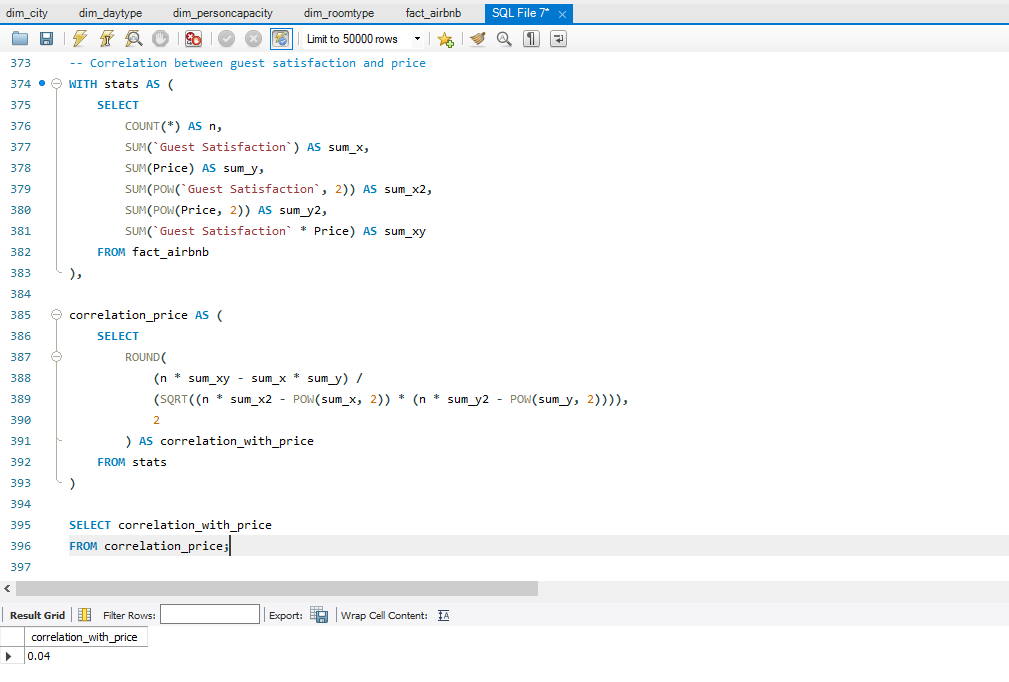 dim_city dim_daytype dim_personcapacity dim_roomtype fact_airbnb SQL File 7*
Limit to 50000 rows
373 -- Correlation between guest satisfaction and price
374 WITH stats AS (
375 SELECT
376 COUNT(*) AS n,
377 SUM(`Guest Satisfaction`) AS sum_x,
378 SUM(Price) AS sum_y,
379 SUM(POW(`Guest Satisfaction`, 2)) AS sum_x2,
380 SUM(POW(Price, 2)) AS sum_y2,
381 SUM(`Guest Satisfaction` * Price) AS sum_xy
382 FROM fact_airbnb
383 ),
384
385 correlation_price AS (
386 SELECT
387 ROUND(
388 (n * sum_xy - sum_x * sum_y) /
389 (SQRT((n * sum_x2 - POW(sum_x, 2)) * (n * sum_y2 - POW(sum_y, 2)))),
390 2
391 ) AS correlation_with_price
392 FROM stats
393 )
394
395 SELECT correlation_with_price
396 FROM correlation_price;
397
Result Grid Filter Rows: Export: Wrap Cell Content:
correlation_with_price
0.04